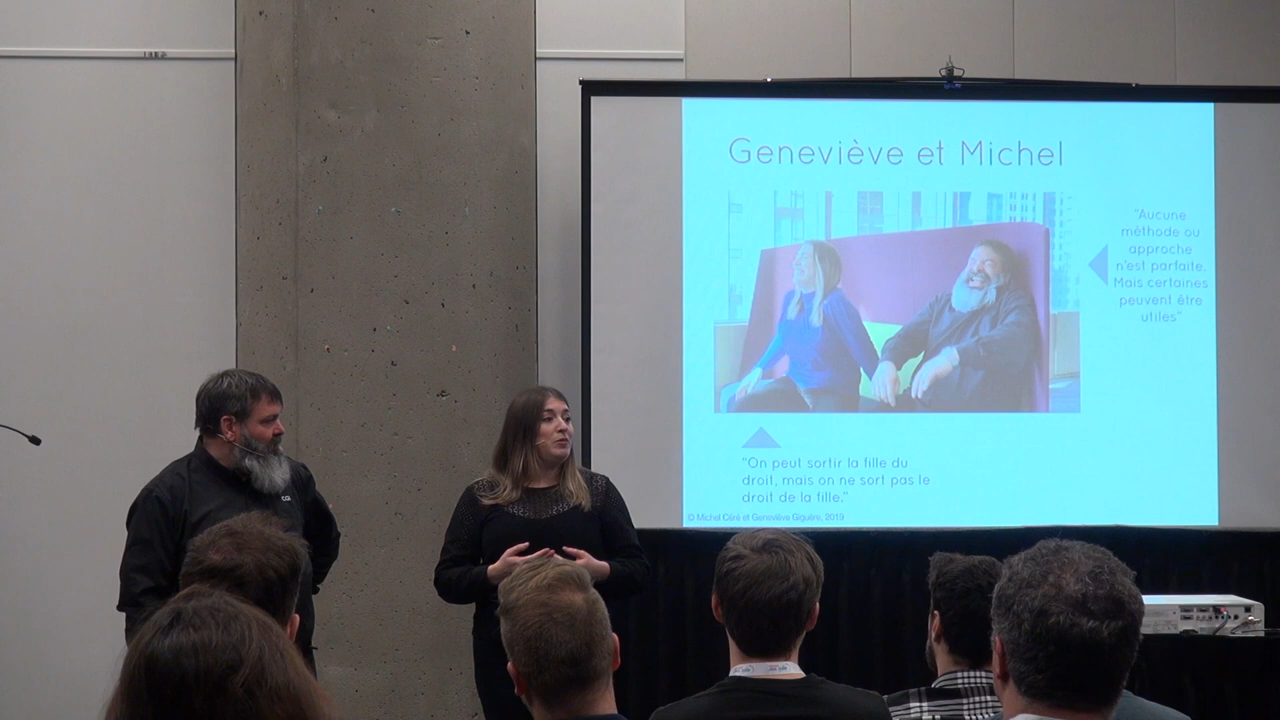 Geneviève et Michel
"Aucune
méthode ou
approche
n'est parfaite.
Mais certaines
peuvent être
utiles"
"On peut sortir la fille du
droit, mais on ne sort pas le
droit de la fille."
© Michel Céré et Geneviève Giguère, 2019
CGI